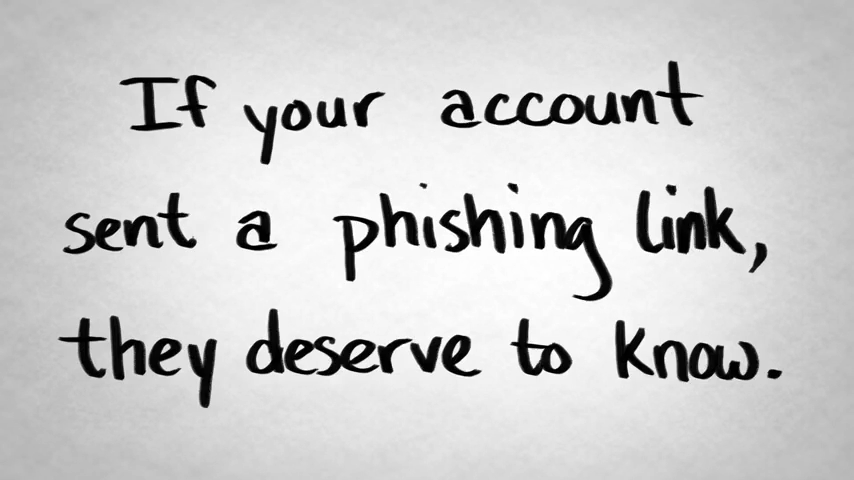 If your account
sent a phishing link,
they deserve to know.